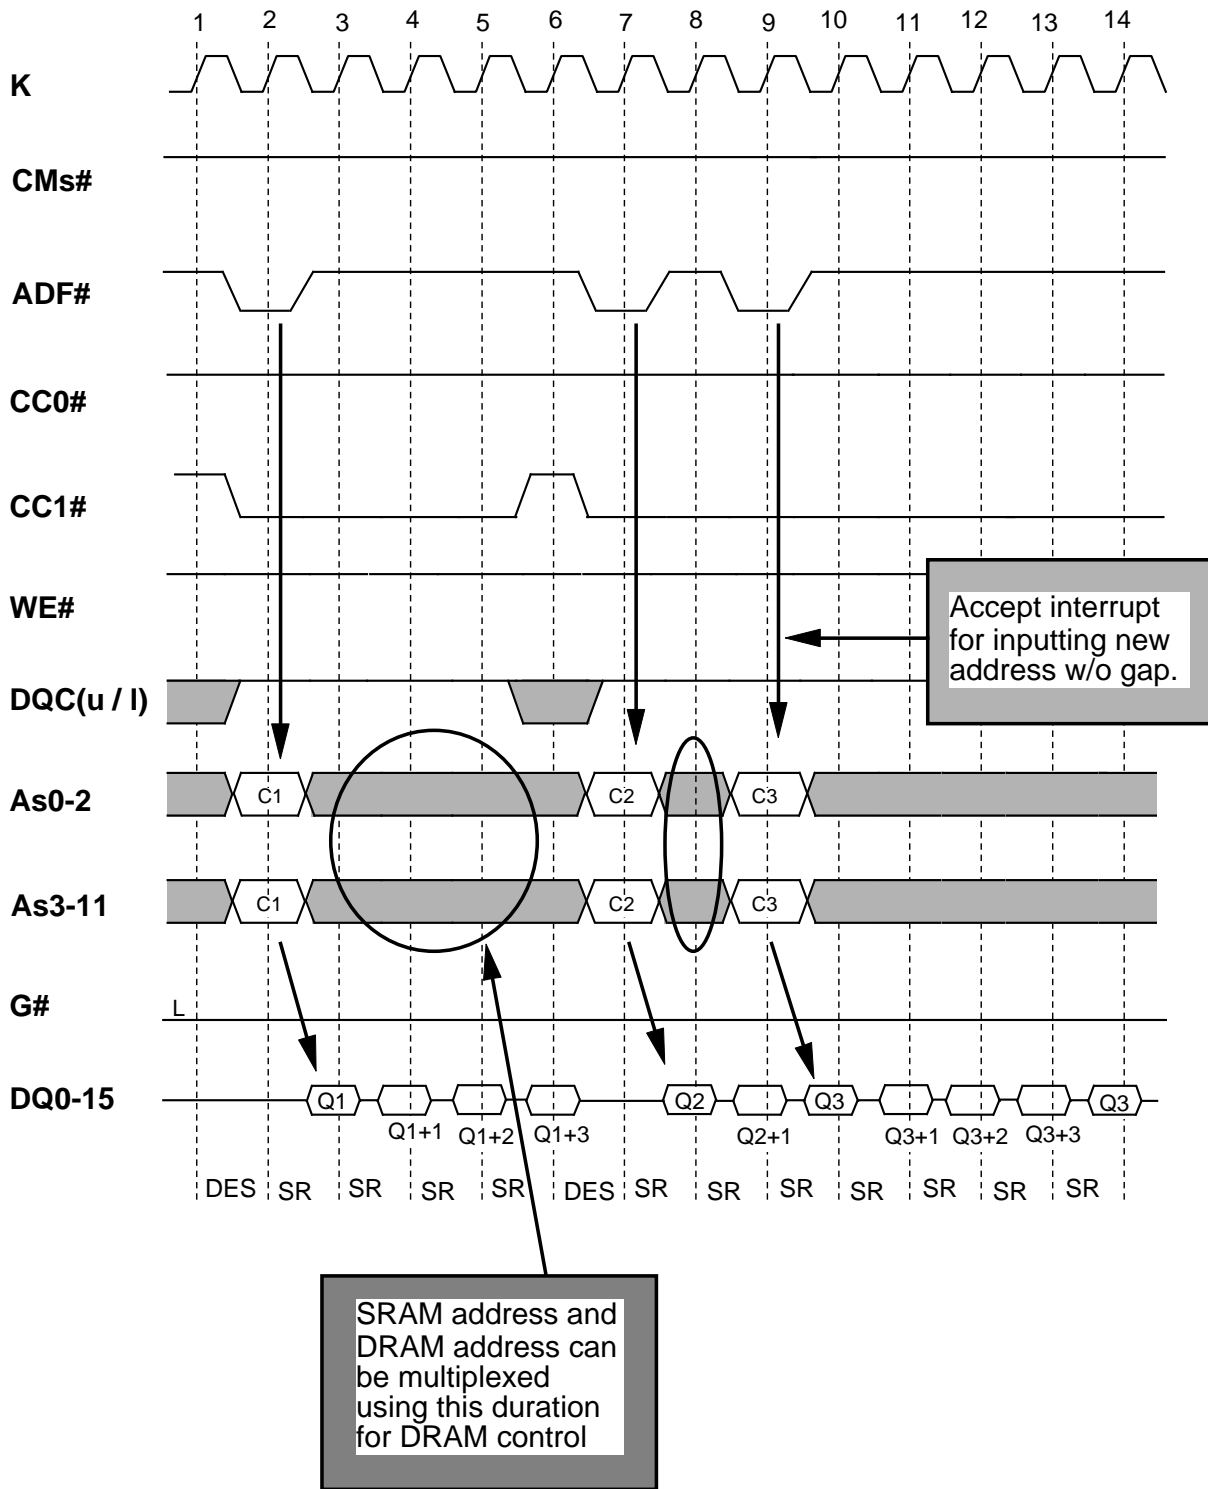 1 2 3 4 5 6 7 8 9 10 11 12 13 14
K
CMs#
ADF#
CC0#
CC1#
WE#
Accept interrupt
for inputting new
address w/o gap.
DQC(u / l)
As0-2 C1 C2 C3
As3-11 C1 C2 C3
G# L
DQ0-15 Q1 Q2 Q3 Q3
Q1+1 Q1+2 Q1+3 Q2+1 Q3+1 Q3+2 Q3+3
DES SR SR SR SR DES SR SR SR SR SR SR SR
SRAM address and
DRAM address can
be multiplexed
using this duration
for DRAM control